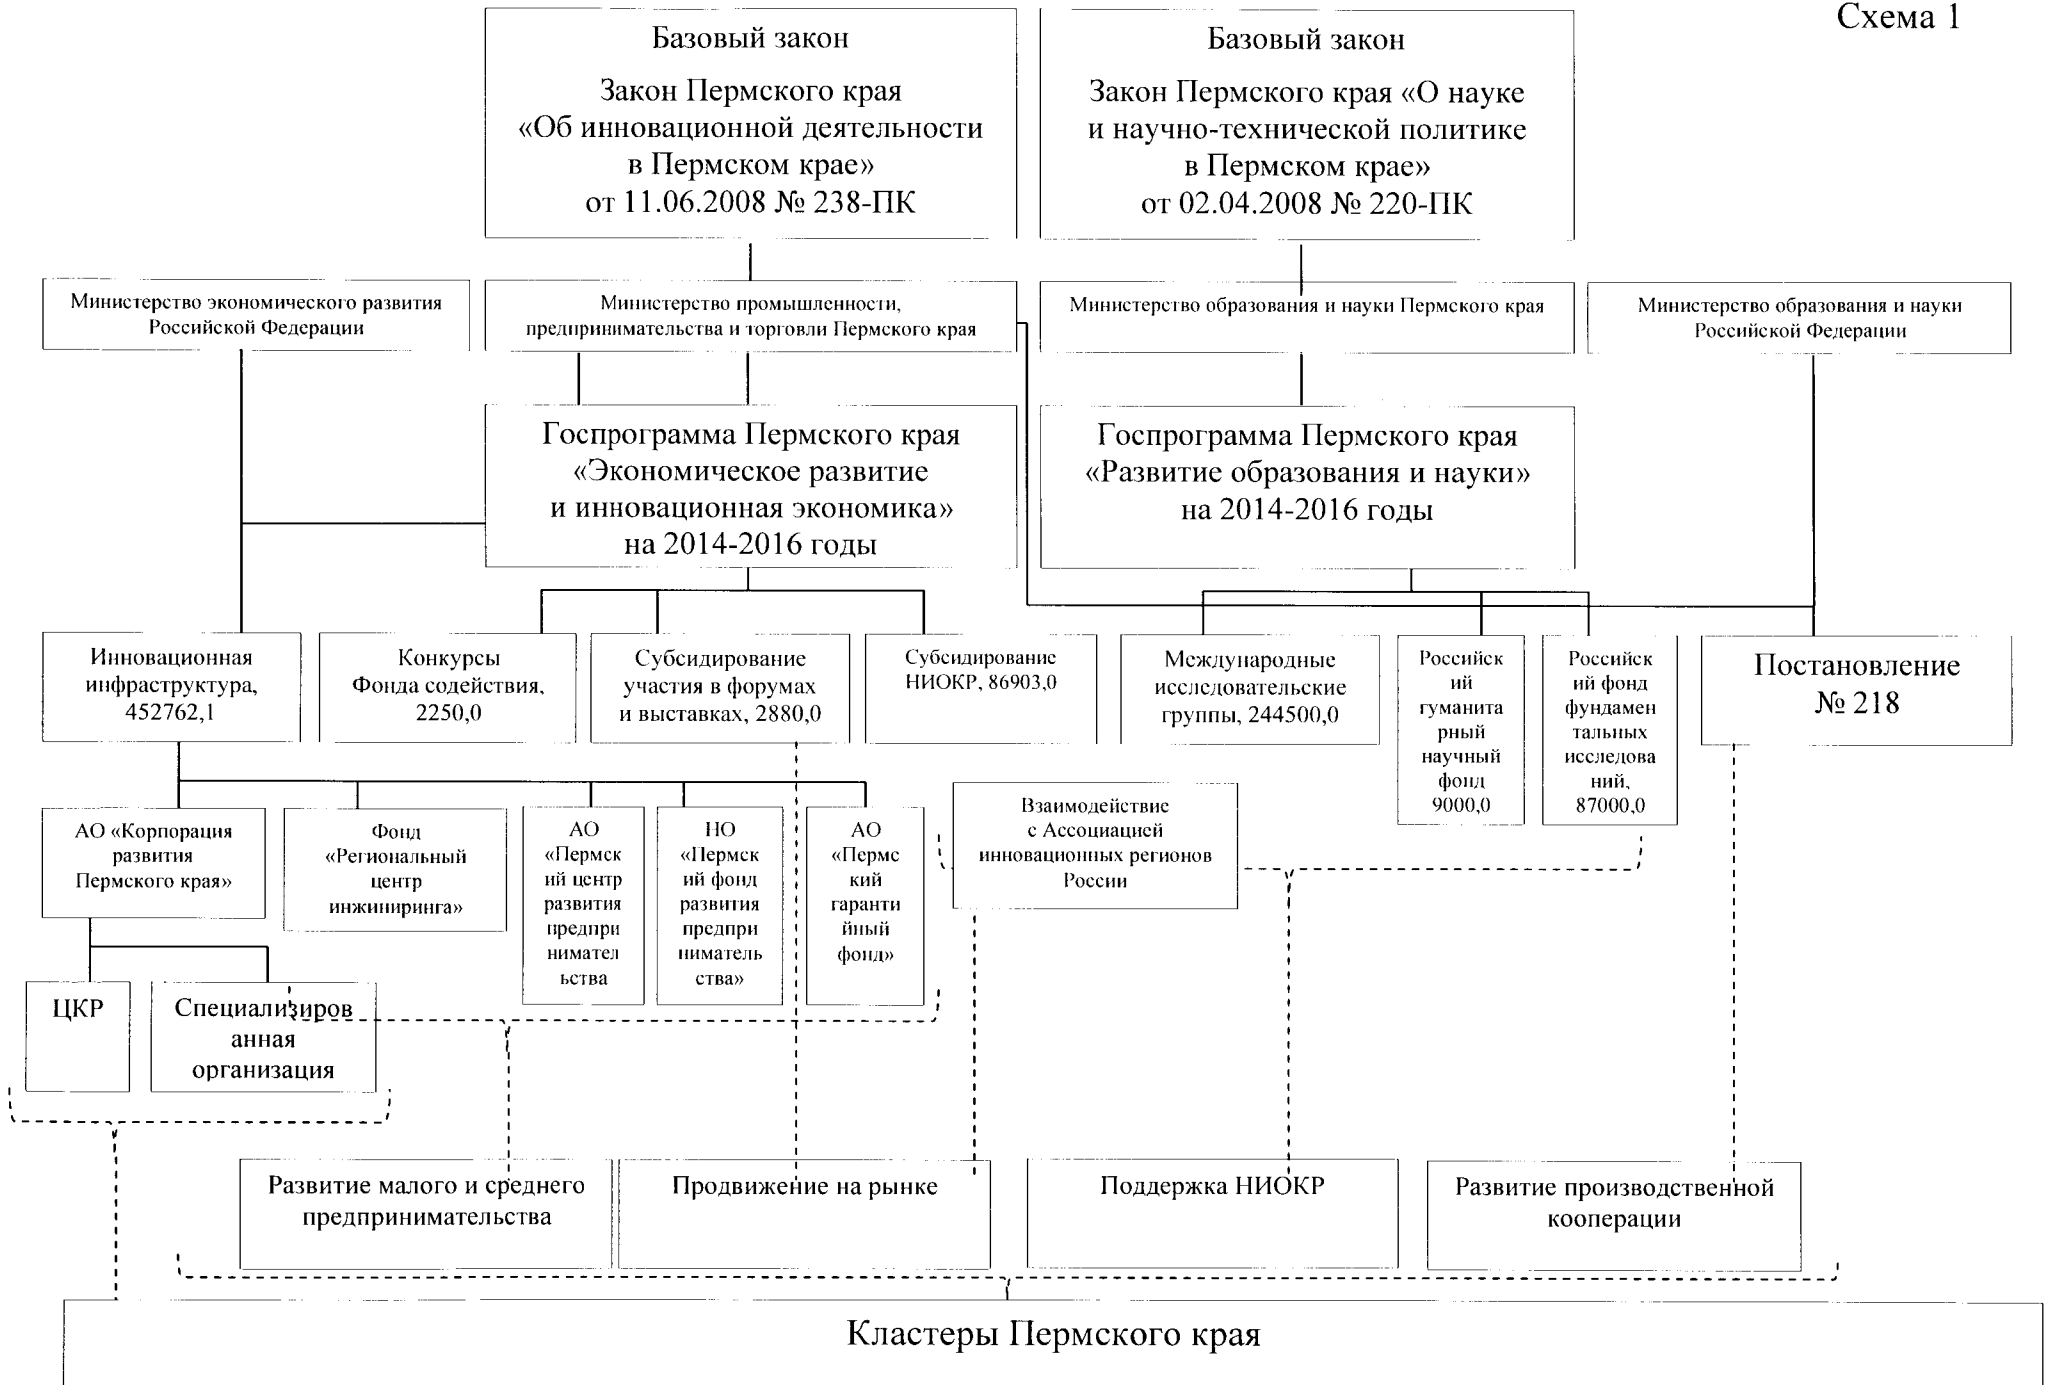 Схема 1
Базовый закон
Закон Пермского края
«Об инновационной деятельности
в Пермском крае»
от 11.06.2008 № 238-ПК
Базовый закон
Закон Пермского края «О науке
и научно-технической политике
в Пермском крае»
от 02.04.2008 № 220-ПК
Министерство экономического развития
Российской Федерации
Министерство промышленности,
предпринимательства и торговли Пермского края
Министерство образования и науки Пермского края
Министерство образования и науки
Российской Федерации
Госпрограмма Пермского края
«Экономическое развитие
и инновационная экономика»
на 2014-2016 годы
Госпрограмма Пермского края
«Развитие образования и науки»
на 2014-2016 годы
Инновационная
инфраструктура,
452762,1
Конкурсы
Фонда содействия,
2250,0
Субсидирование
участия в форумах
и выставках, 2880,0
Субсидирование
НИОКР, 86903,0
Международные
исследовательские
группы, 244500,0
Российск
ий
гуманита
рный
научный
фонд
9000,0
Российск
ий фонд
фундамен
тальных
исследова
ний,
87000,0
Постановление
№ 218
АО «Корпорация
развития
Пермского края»
Фонд
«Региональный
центр
инжиниринга»
АО
«Пермск
ий центр
развития
предпри
нимател
ьства
НО
«Пермск
ий фонд
развития
предпри
ниматель
ства»
АО
«Пермс
кий
гаранти
йный
фонд»
Взаимодействие
с Ассоциацией
инновационных регионов
России
ЦКР
Специализиров
анная
организация
Развитие малого и среднего
предпринимательства
Продвижение на рынке
Поддержка НИОКР
Развитие производственной
кооперации
Кластеры Пермского края